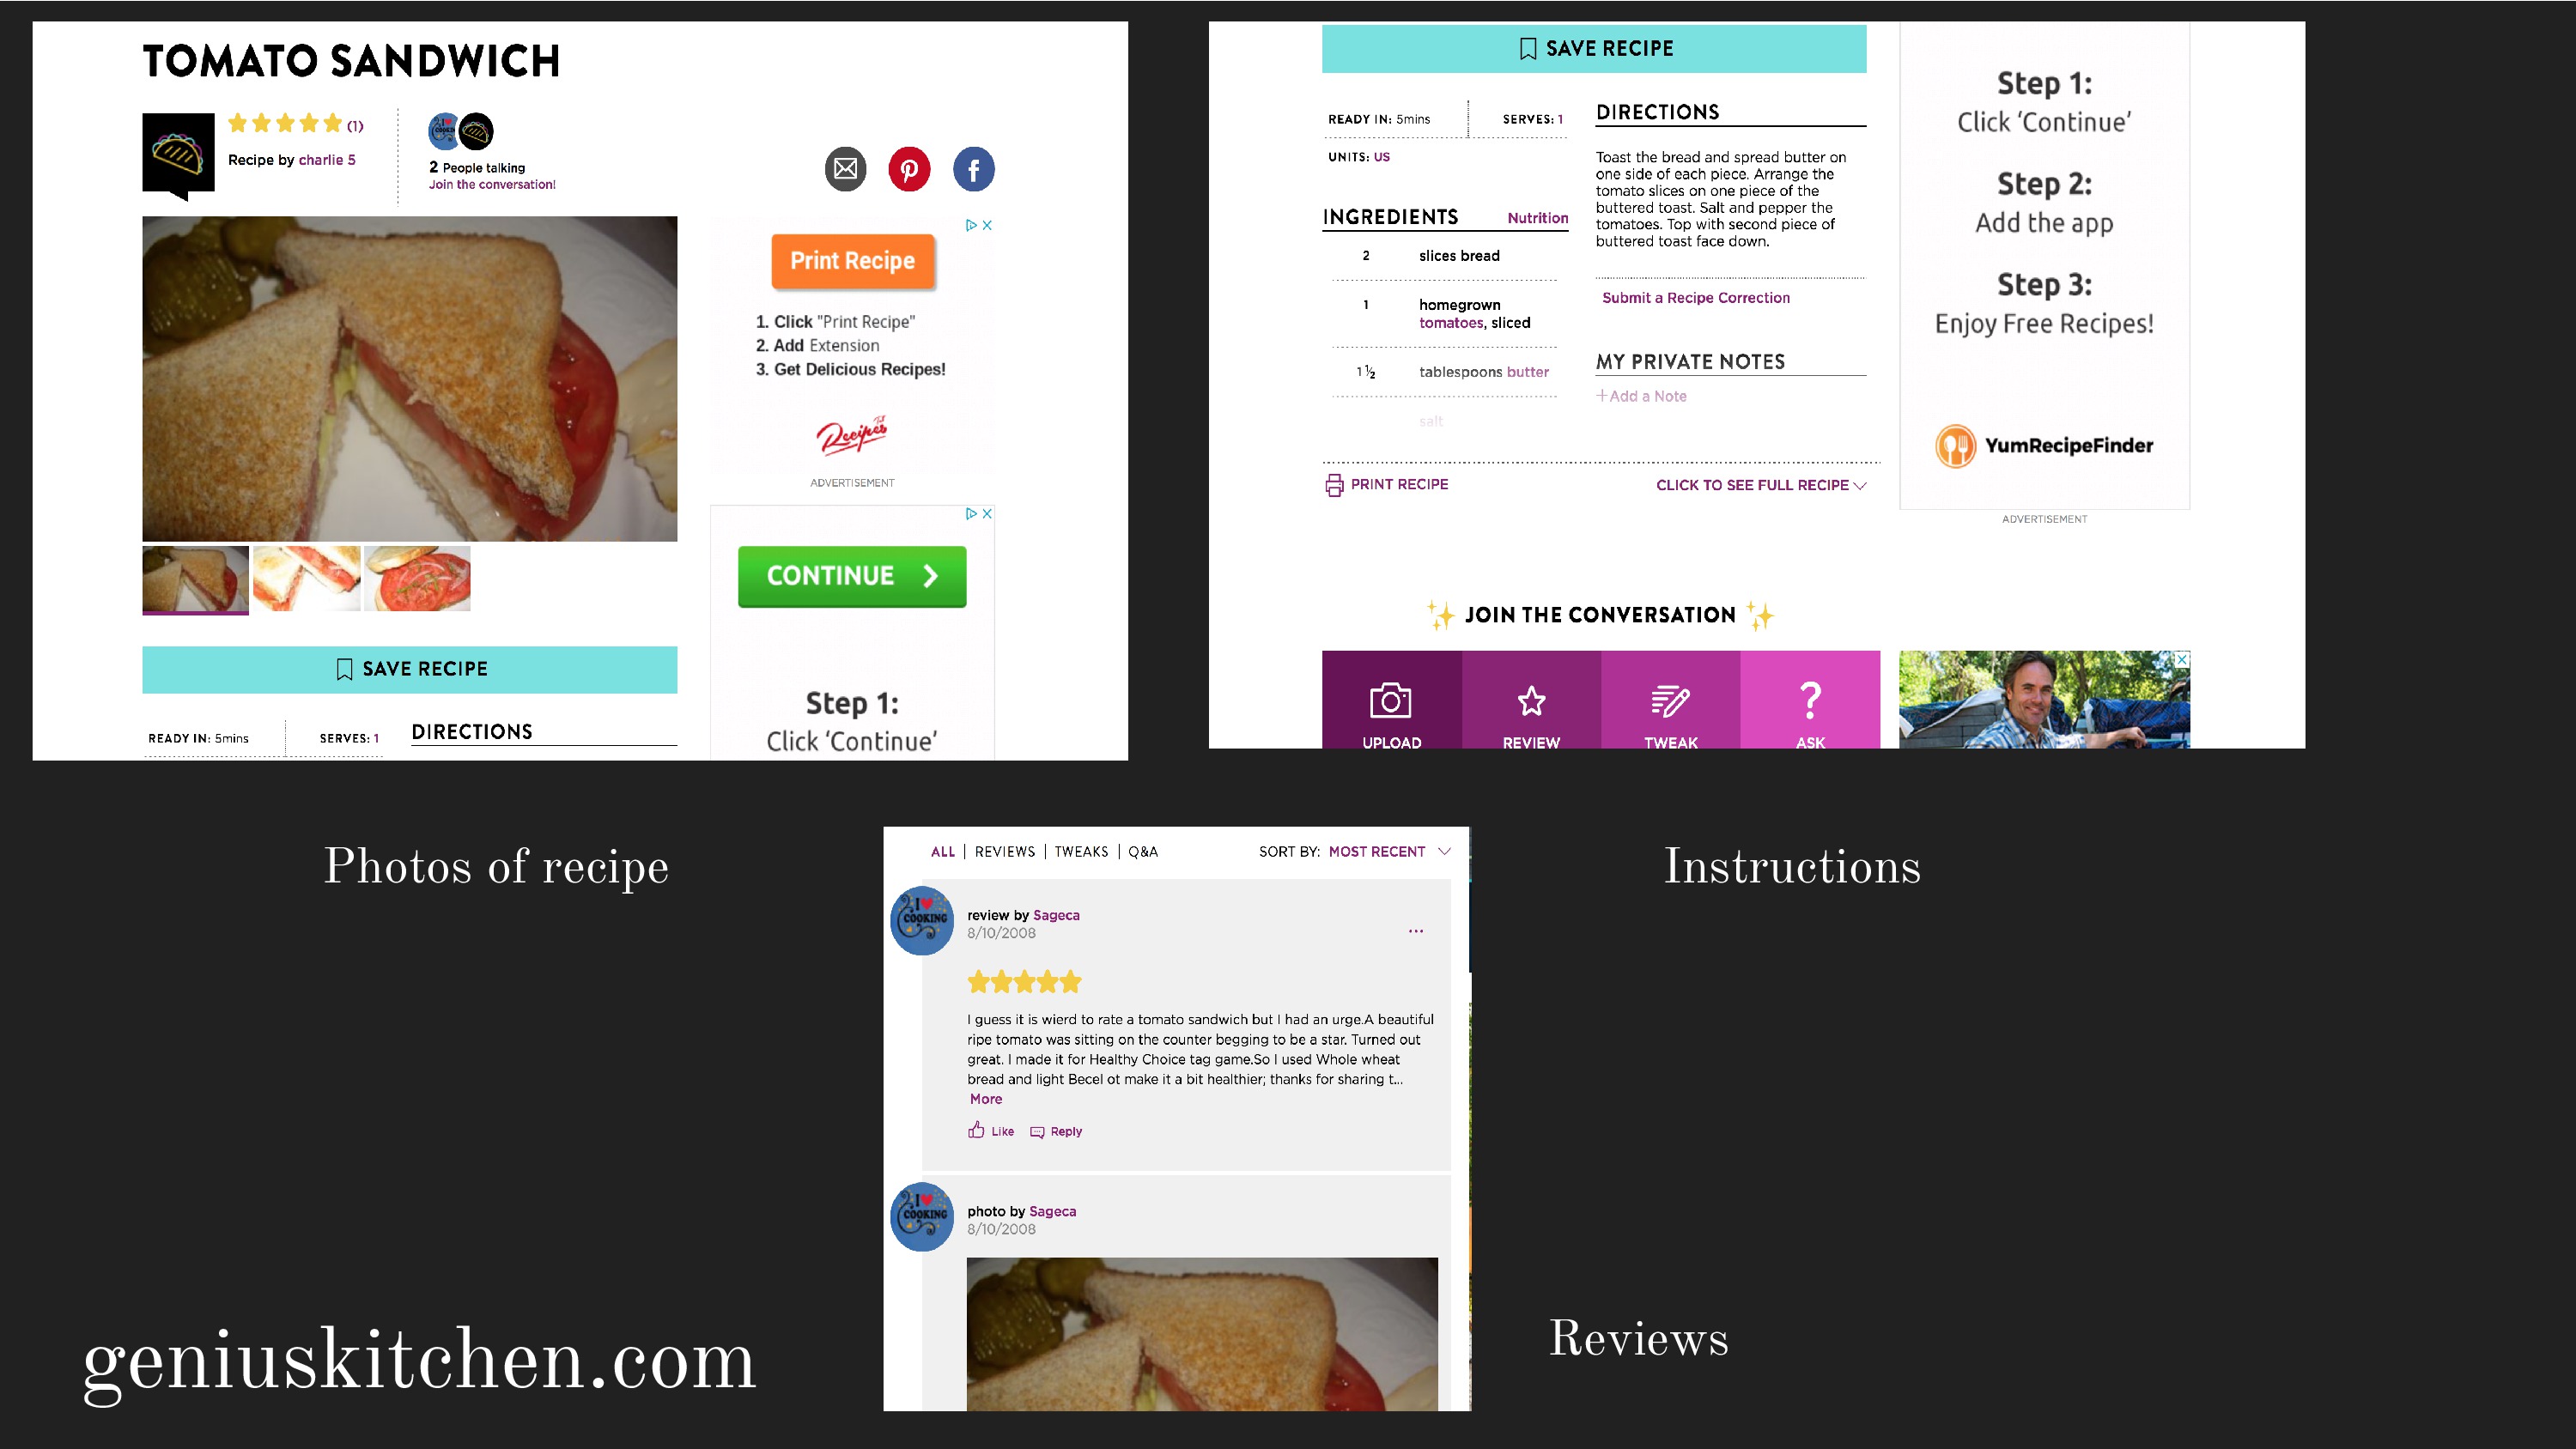 TOMATO SANDWICH
(1)
Recipe by charlie 5
2 People talking
Join the conversation!
Print Recipe
1. Click "Print Recipe"
2. Add Extension
3. Get Delicious Recipes!
Recipes
ADVERTISEMENT
CONTINUE
Step 1:
Click ‘Continue’
SAVE RECIPE
READY IN: 5mins
SERVES: 1
DIRECTIONS
SAVE RECIPE
READY IN: 5mins
SERVES: 1
UNITS: US
INGREDIENTS
Nutrition
2 slices bread
1 homegrown
tomatoes, sliced
1 ½ tablespoons butter
salt
DIRECTIONS
Toast the bread and spread butter on
one side of each piece. Arrange the
tomato slices on one piece of the
buttered toast. Salt and pepper the
tomatoes. Top with second piece of
buttered toast face down.
Submit a Recipe Correction
MY PRIVATE NOTES
+Add a Note
PRINT RECIPE
CLICK TO SEE FULL RECIPE
Step 1:
Click ‘Continue’
Step 2:
Add the app
Step 3:
Enjoy Free Recipes!
YumRecipeFinder
ADVERTISEMENT
JOIN THE CONVERSATION
UPLOAD
REVIEW
TWEAK
? ASK
Photos of recipe
Instructions
ALL | REVIEWS | TWEAKS | Q&A
SORT BY: MOST RECENT
I COOKING
review by Sageca
8/10/2008
...
I guess it is wierd to rate a tomato sandwich but I had an urge.A beautiful
ripe tomato was sitting on the counter begging to be a star. Turned out
great. I made it for Healthy Choice tag game.So I used Whole wheat
bread and light Becel ot make it a bit healthier; thanks for sharing t...
More
Like
Reply
I COOKING
photo by Sageca
8/10/2008
Reviews
geniuskitchen.com